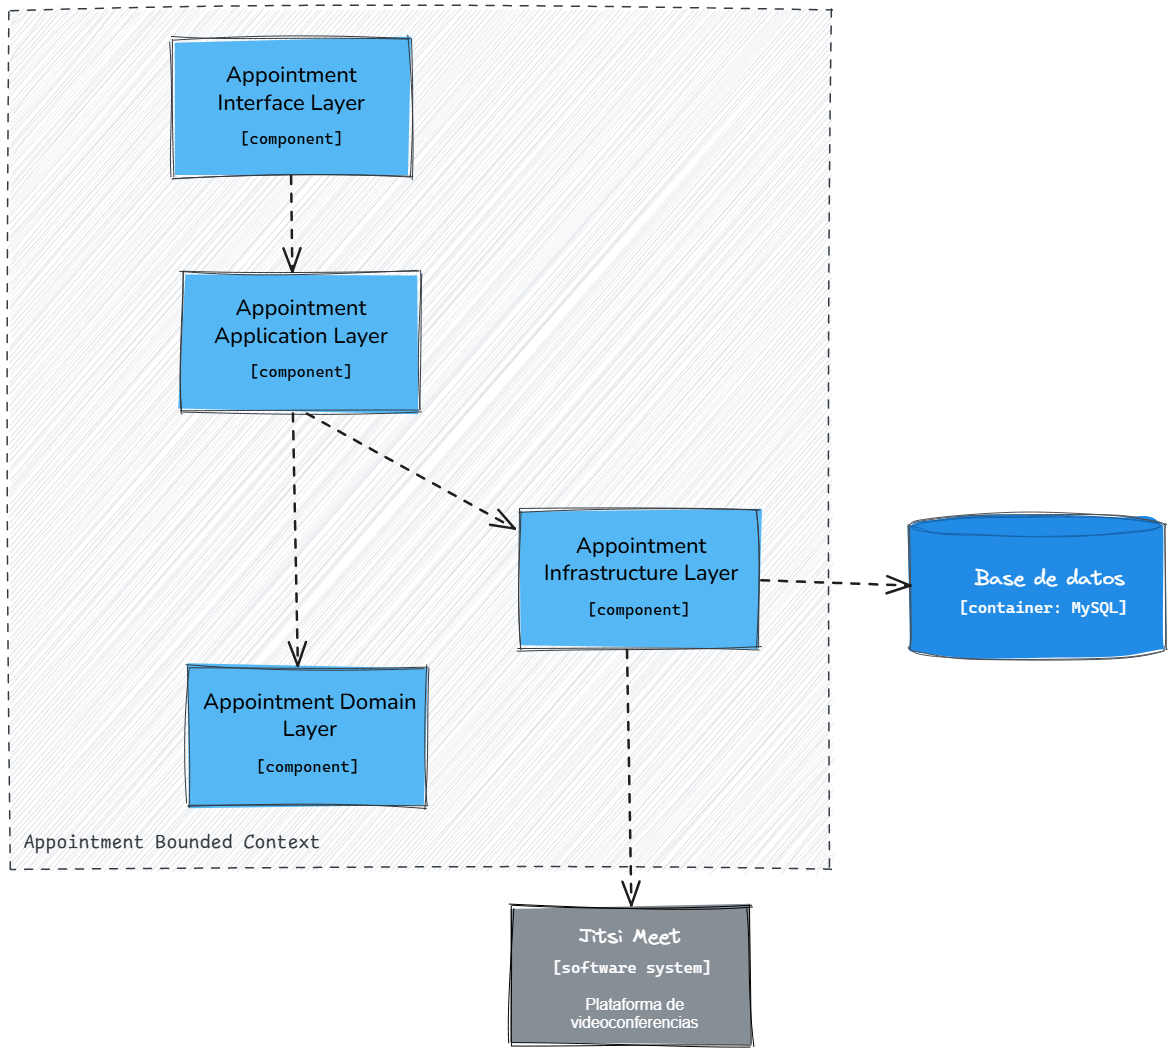 Appointment
Interface Layer
[component]
Appointment
Application Layer
[component]
Appointment
Infrastructure Layer
[component]
Base de datos
[container: MySQL]
Appointment Domain
Layer
[component]
Appointment Bounded Context
Jitsi Meet
[software system]
Plataforma de
videoconferencias